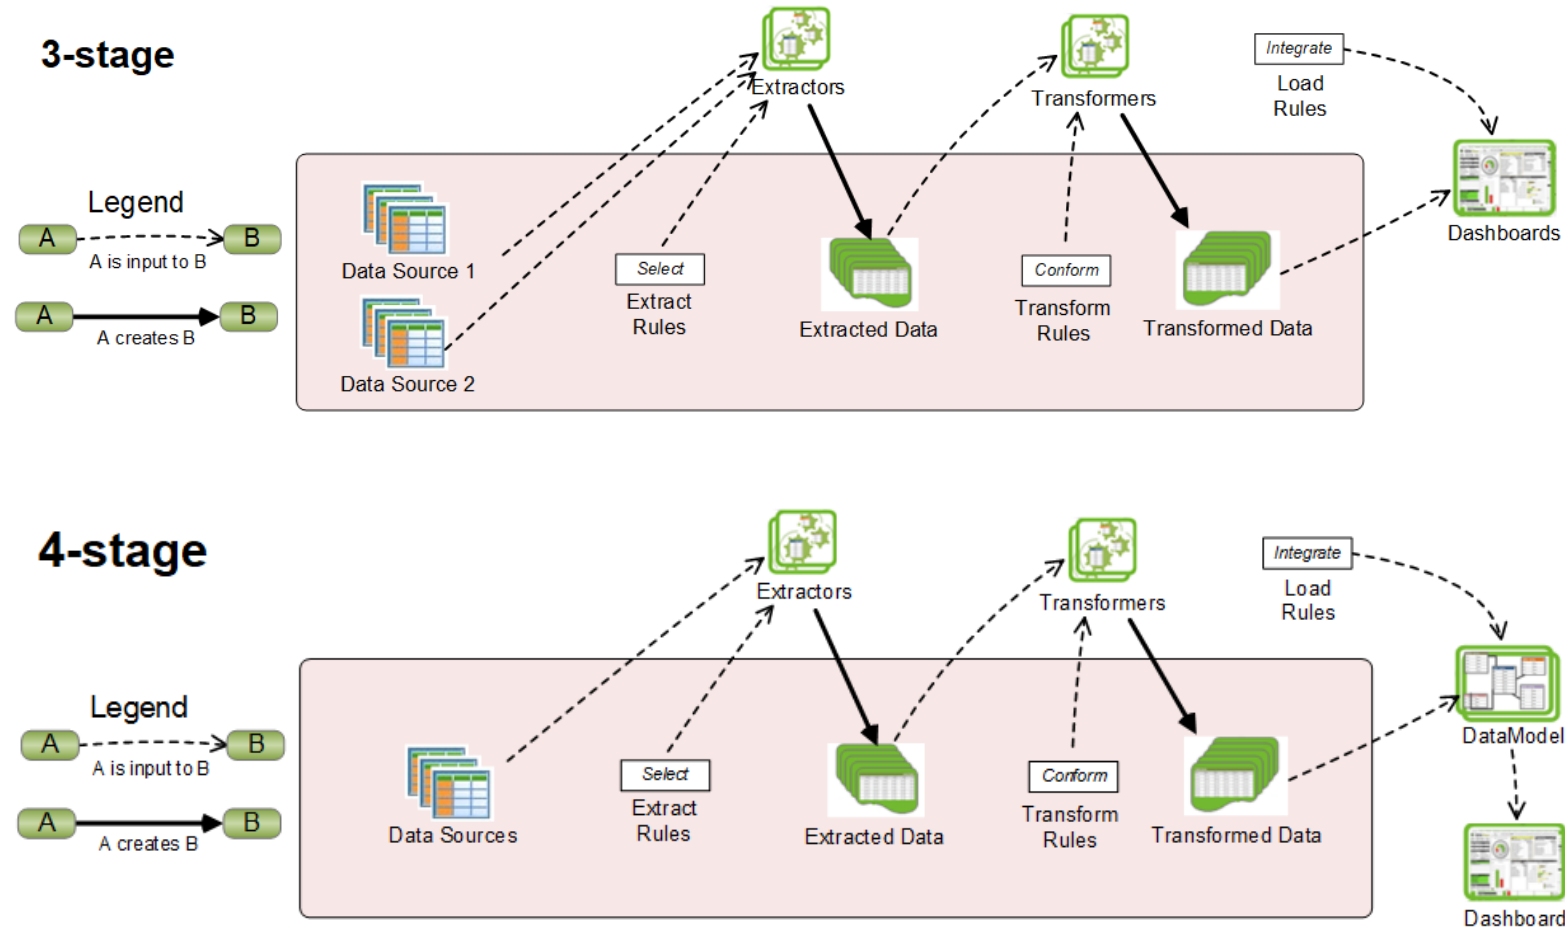 3-stage
Extractors
Transformers
Integrate
Load
Rules
Legend
A
B
A is input to B
A
B
A creates B
Data Source 1
Data Source 2
Select
Extract
Rules
Extracted Data
Conform
Transform
Rules
Transformed Data
Dashboards
4-stage
Extractors
Transformers
Integrate
Load
Rules
Legend
A
B
A is input to B
A
B
A creates B
Data Sources
Select
Extract
Rules
Extracted Data
Conform
Transform
Rules
Transformed Data
DataModel
Dashboard